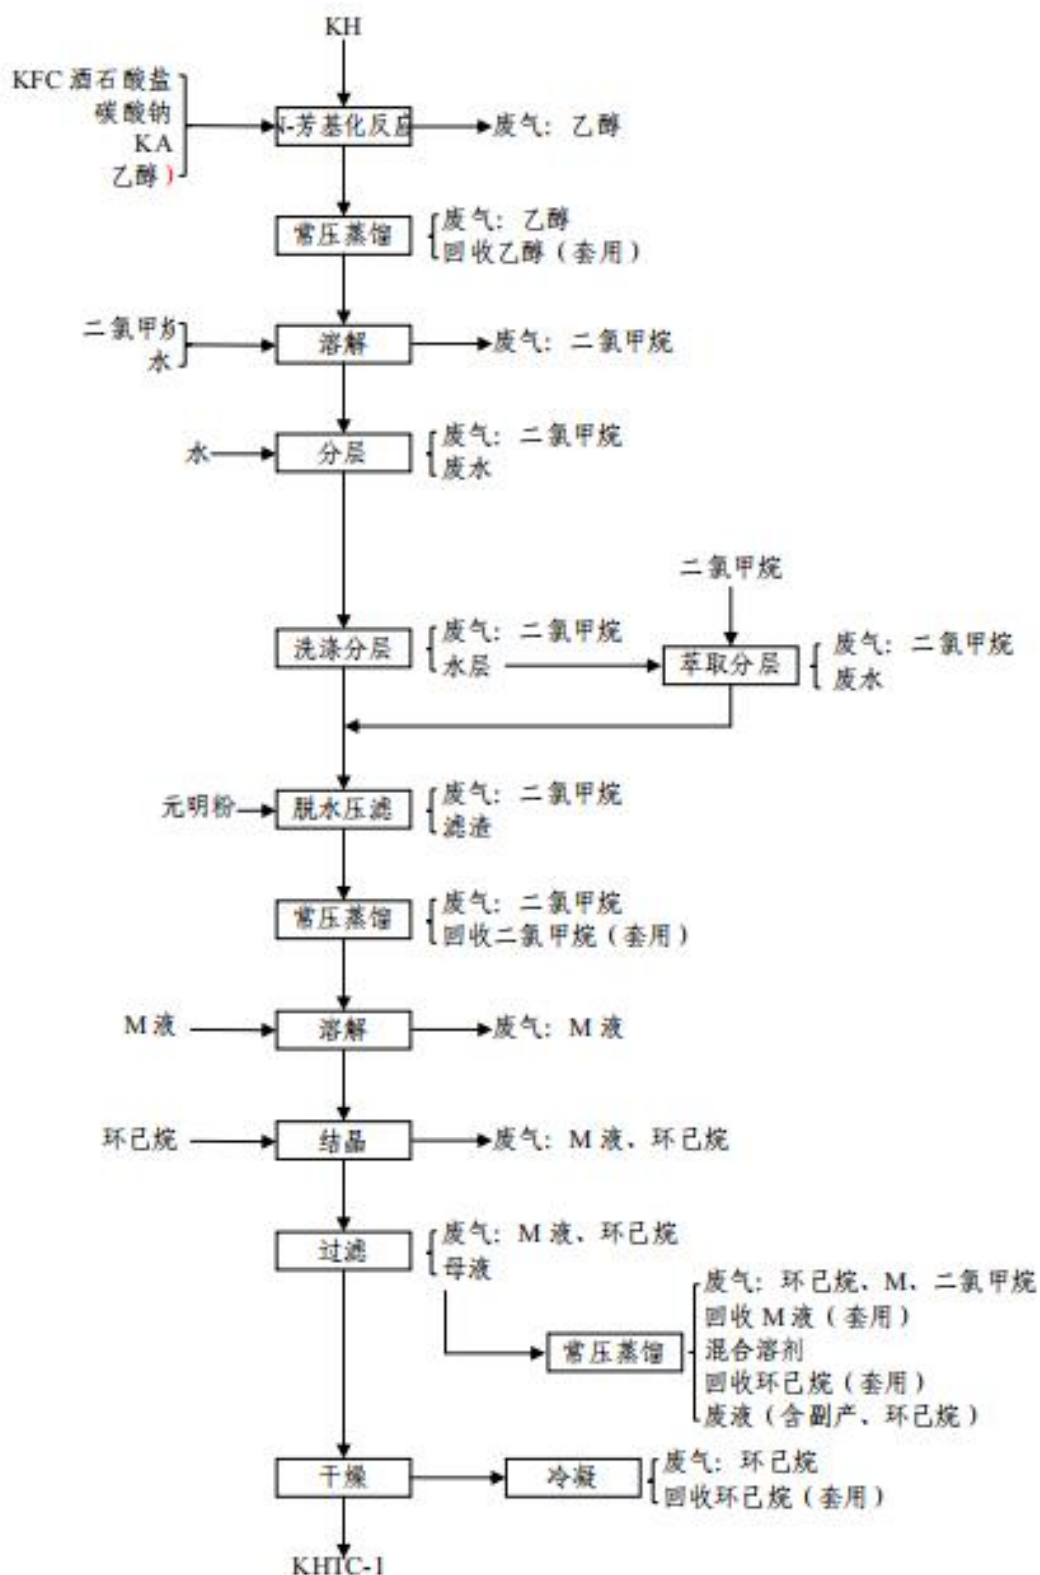 KH
KFC 酒石酸盐
碳酸钠
KA
乙醇）
N-芳基化反应
废气：乙醇
常压蒸馏
废气：乙醇
回收乙醇（套用）
二氯甲烷
水
溶解
废气：二氯甲烷
水
分层
废气：二氯甲烷
废水
二氯甲烷
洗涤分层
废气：二氯甲烷
水层
萃取分层
废气：二氯甲烷
废水
元明粉
脱水压滤
废气：二氯甲烷
滤渣
常压蒸馏
废气：二氯甲烷
回收二氯甲烷（套用）
M 液
溶解
废气：M 液
环己烷
结晶
废气：M 液、环己烷
过滤
废气：M 液、环己烷
母液
常压蒸馏
废气：环己烷、M、二氯甲烷
回收 M 液（套用）
混合溶剂
回收环己烷（套用）
废液（含副产、环己烷）
干燥
冷凝
废气：环己烷
回收环己烷（套用）
KHTC-1